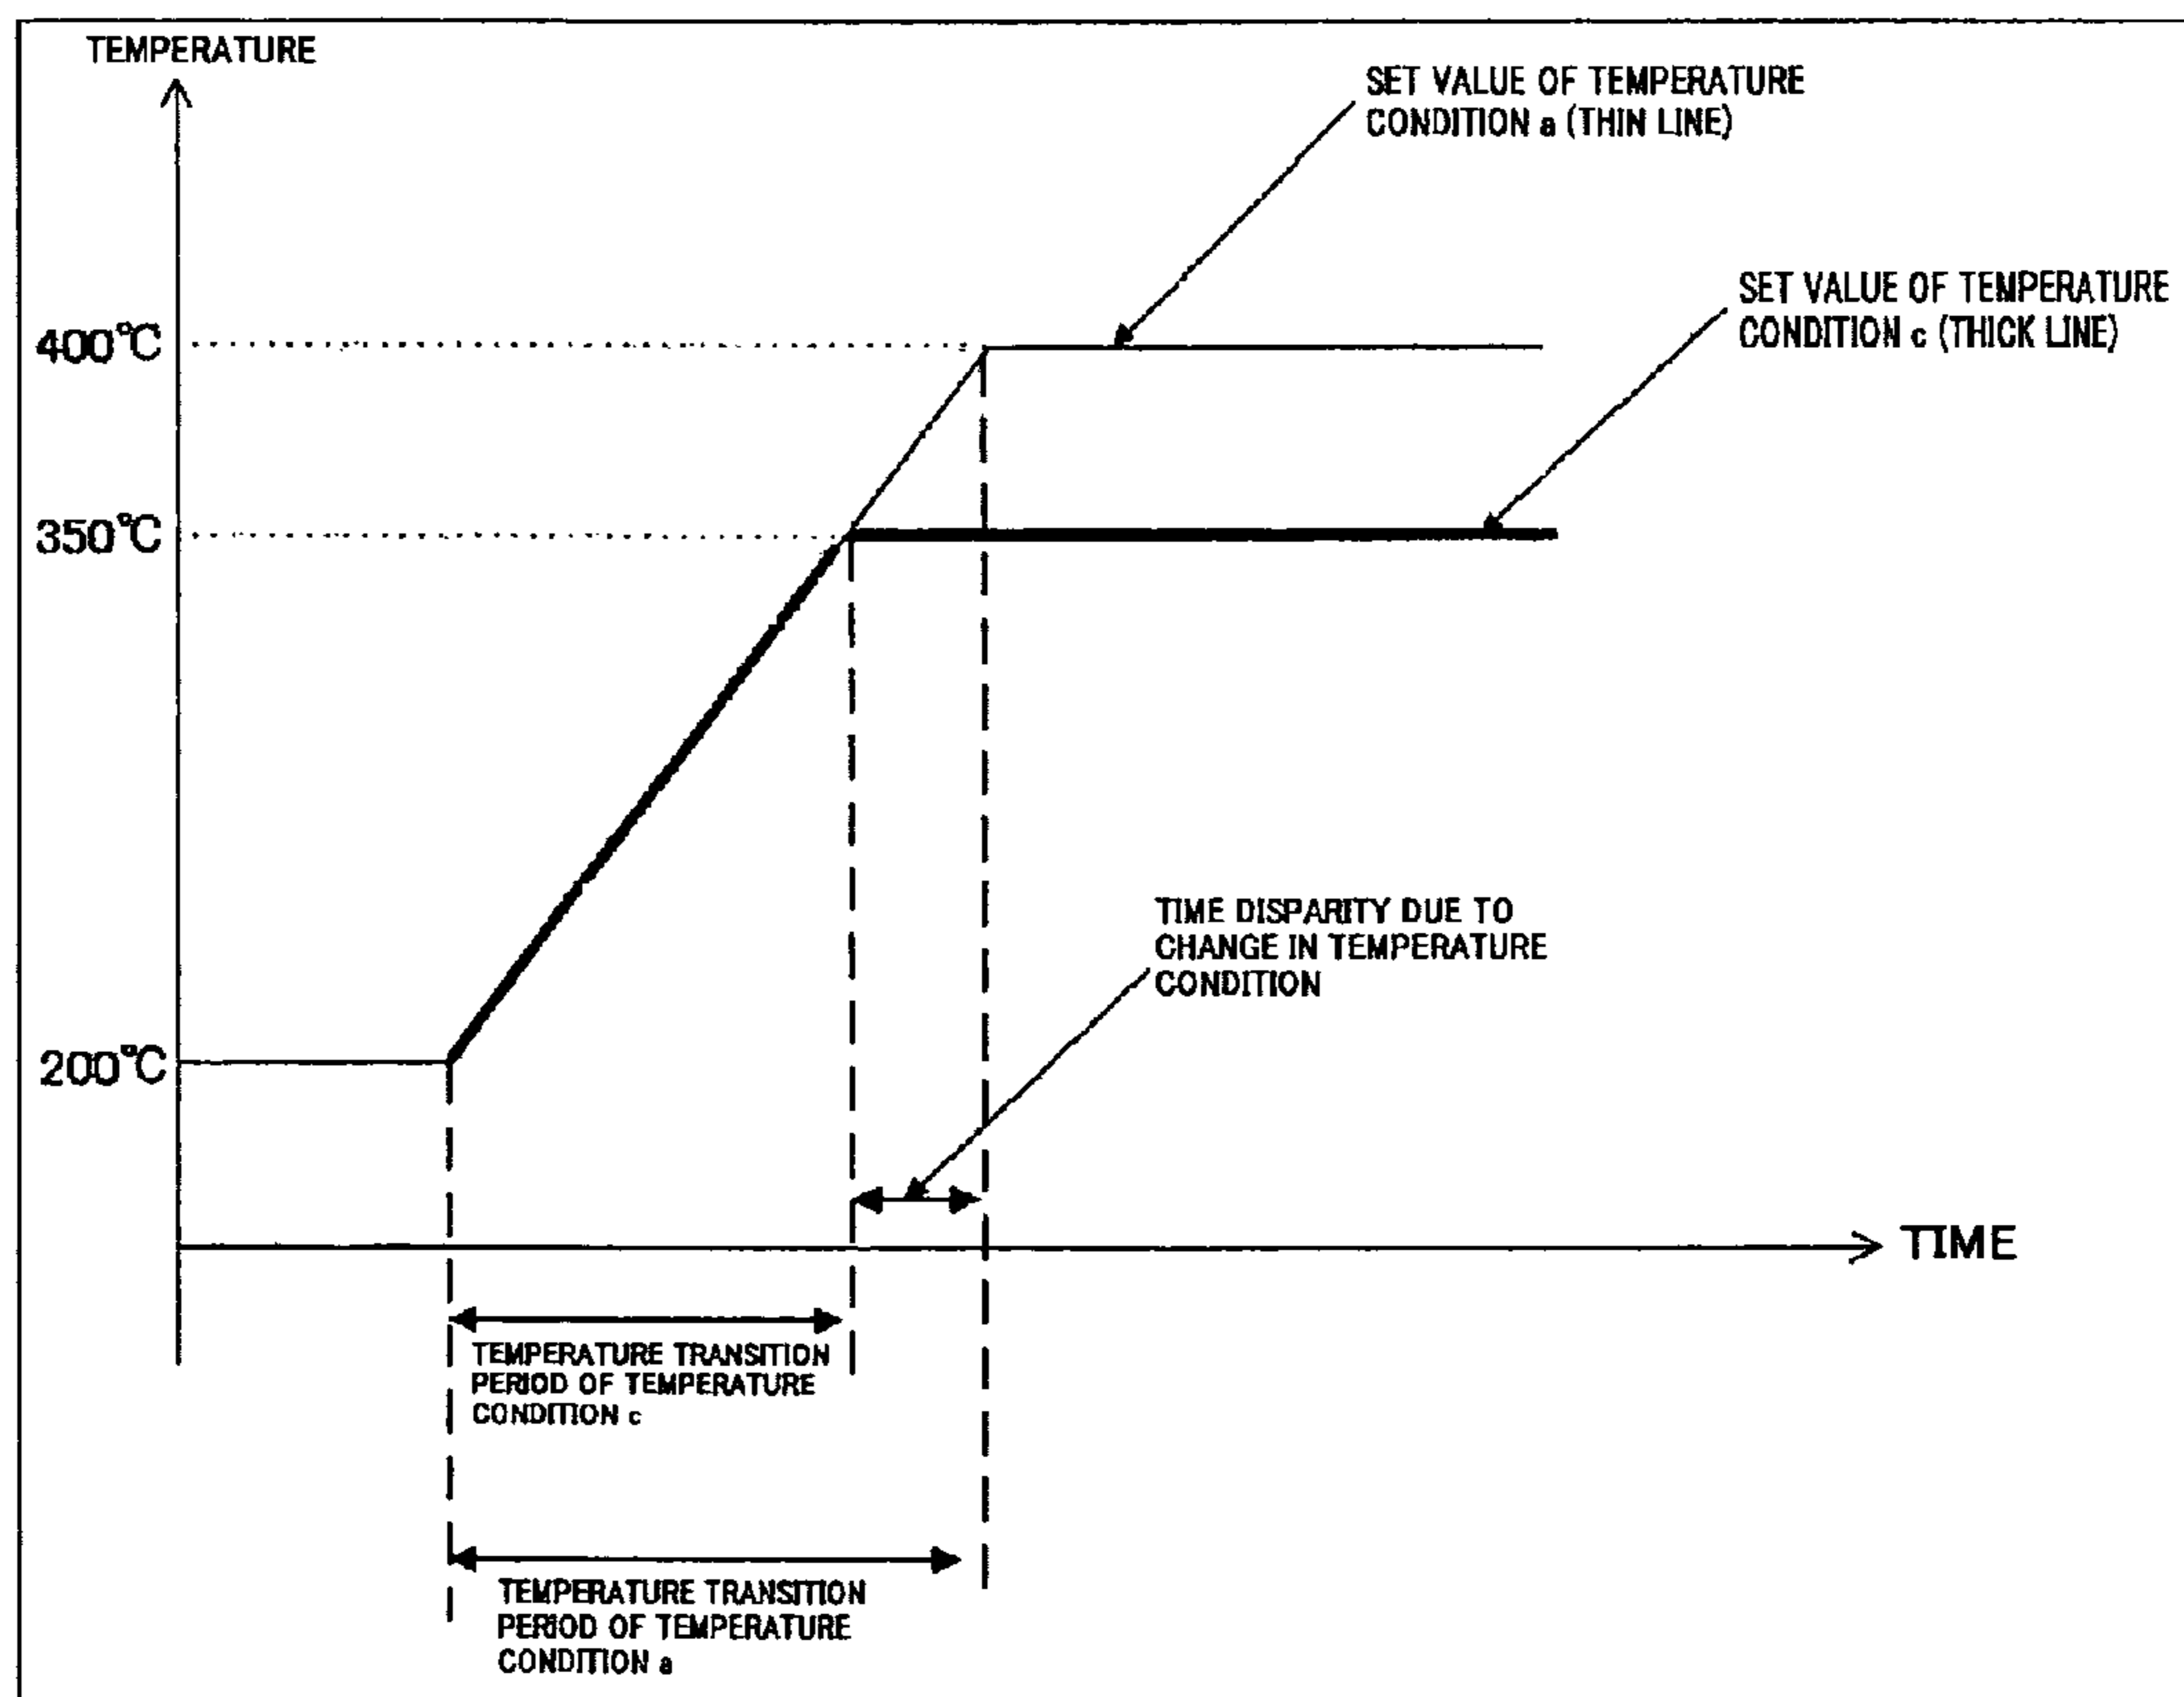 TEMPERATURE
SET VALUE OF TEMPERATURE
CONDITION a (THIN LINE)
SET VALUE OF TEMPERATURE
CONDITION c (THICK LINE)
400°C
350°C
TIME DISPARITY DUE TO
CHANGE IN TEMPERATURE
CONDITION
200°C
TIME
TEMPERATURE TRANSITION
PERIOD OF TEMPERATURE
CONDITION c
TEMPERATURE TRANSITION
PERIOD OF TEMPERATURE
CONDITION a